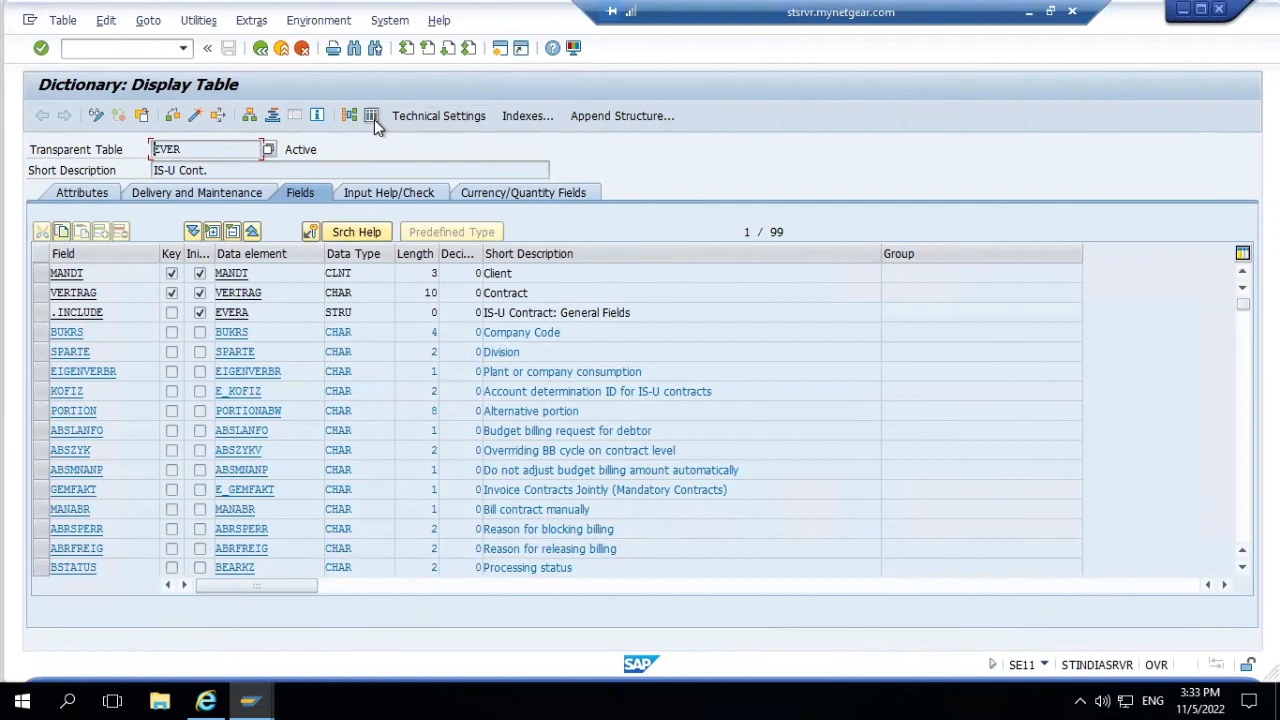 Table Edit Goto Utilities Extras Environment System Help
stsrvr.mynetgear.com
Dictionary: Display Table
Technical Settings Indexes... Append Structure...
Transparent Table EVER Active
Short Description IS-U Cont.
Attributes Delivery and Maintenance Fields Input Help/Check Currency/Quantity Fields
Srch Help Predefined Type 1 / 99
Field Key Ini... Data element Data Type Length Deci... Short Description Group
MANDT MANDT CLNT 3 0 Client
VERTRAG VERTRAG CHAR 10 0 Contract
.INCLUDE EVERA STRU 0 0 IS-U Contract: General Fields
BUKRS BUKRS CHAR 4 0 Company Code
SPARTE SPARTE CHAR 2 0 Division
EIGENVERBR EIGENVERBR CHAR 1 0 Plant or company consumption
KOFIZ E_KOFIZ CHAR 2 0 Account determination ID for IS-U contracts
PORTION PORTIONABW CHAR 8 0 Alternative portion
ABSLANFO ABSLANFO CHAR 1 0 Budget billing request for debtor
ABSZYK ABSZYKV CHAR 2 0 Overrriding BB cycle on contract level
ABSMNANP ABSMNANP CHAR 1 0 Do not adjust budget billing amount automatically
GEMFAKT E_GEMFAKT CHAR 1 0 Invoice Contracts Jointly (Mandatory Contracts)
MANABR MANABR CHAR 1 0 Bill contract manually
ABRSPERR ABRSPERR CHAR 2 0 Reason for blocking billing
ABRFREIG ABRFREIG CHAR 2 0 Reason for releasing billing
BSTATUS BEARKZ CHAR 2 0 Processing status
SAP SE11 STINDIASRVR OVR
ENG 3:33 PM
11/5/2022